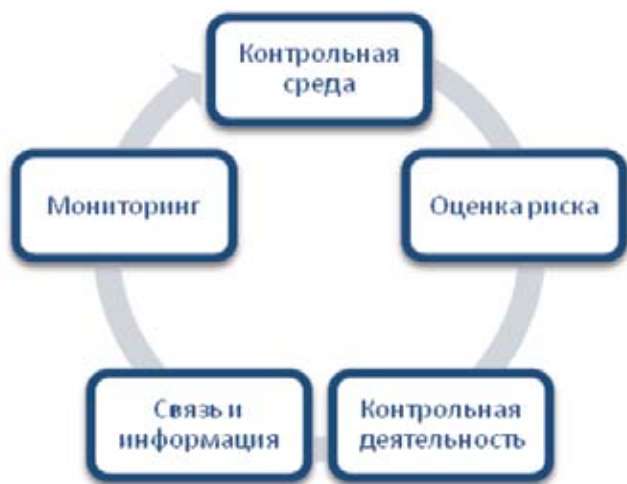 Контрольная
среда
Оценка риска
Контрольная
деятельность
Связь и
информация
Мониторинг